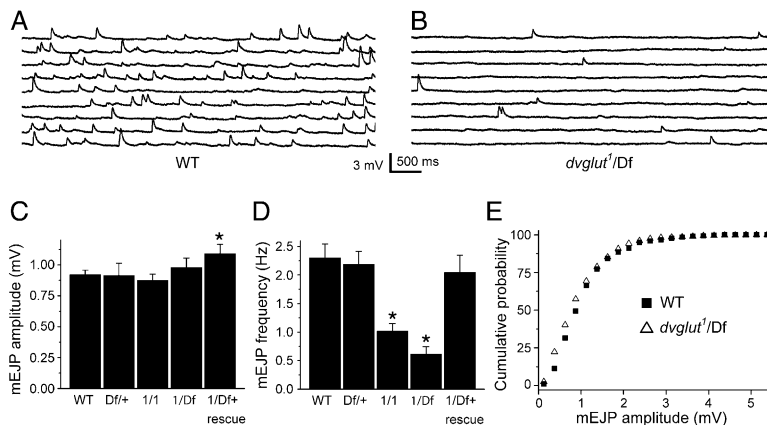 A
B
WT
3 mV
500 ms
dvglut¹/Df
C
mEJP amplitude (mV)
1.00
0.75
0.50
0.25
0.00
*
WT
Df/+
1/1
1/Df
1/Df+
rescue
D
mEJP frequency (Hz)
2.5
2.0
1.5
1.0
0.5
0.0
*
*
WT
Df/+
1/1
1/Df
1/Df+
rescue
E
Cumulative probability
100
75
50
25
0
WT
dvglut¹/Df
0
2
4
mEJP amplitude (mV)